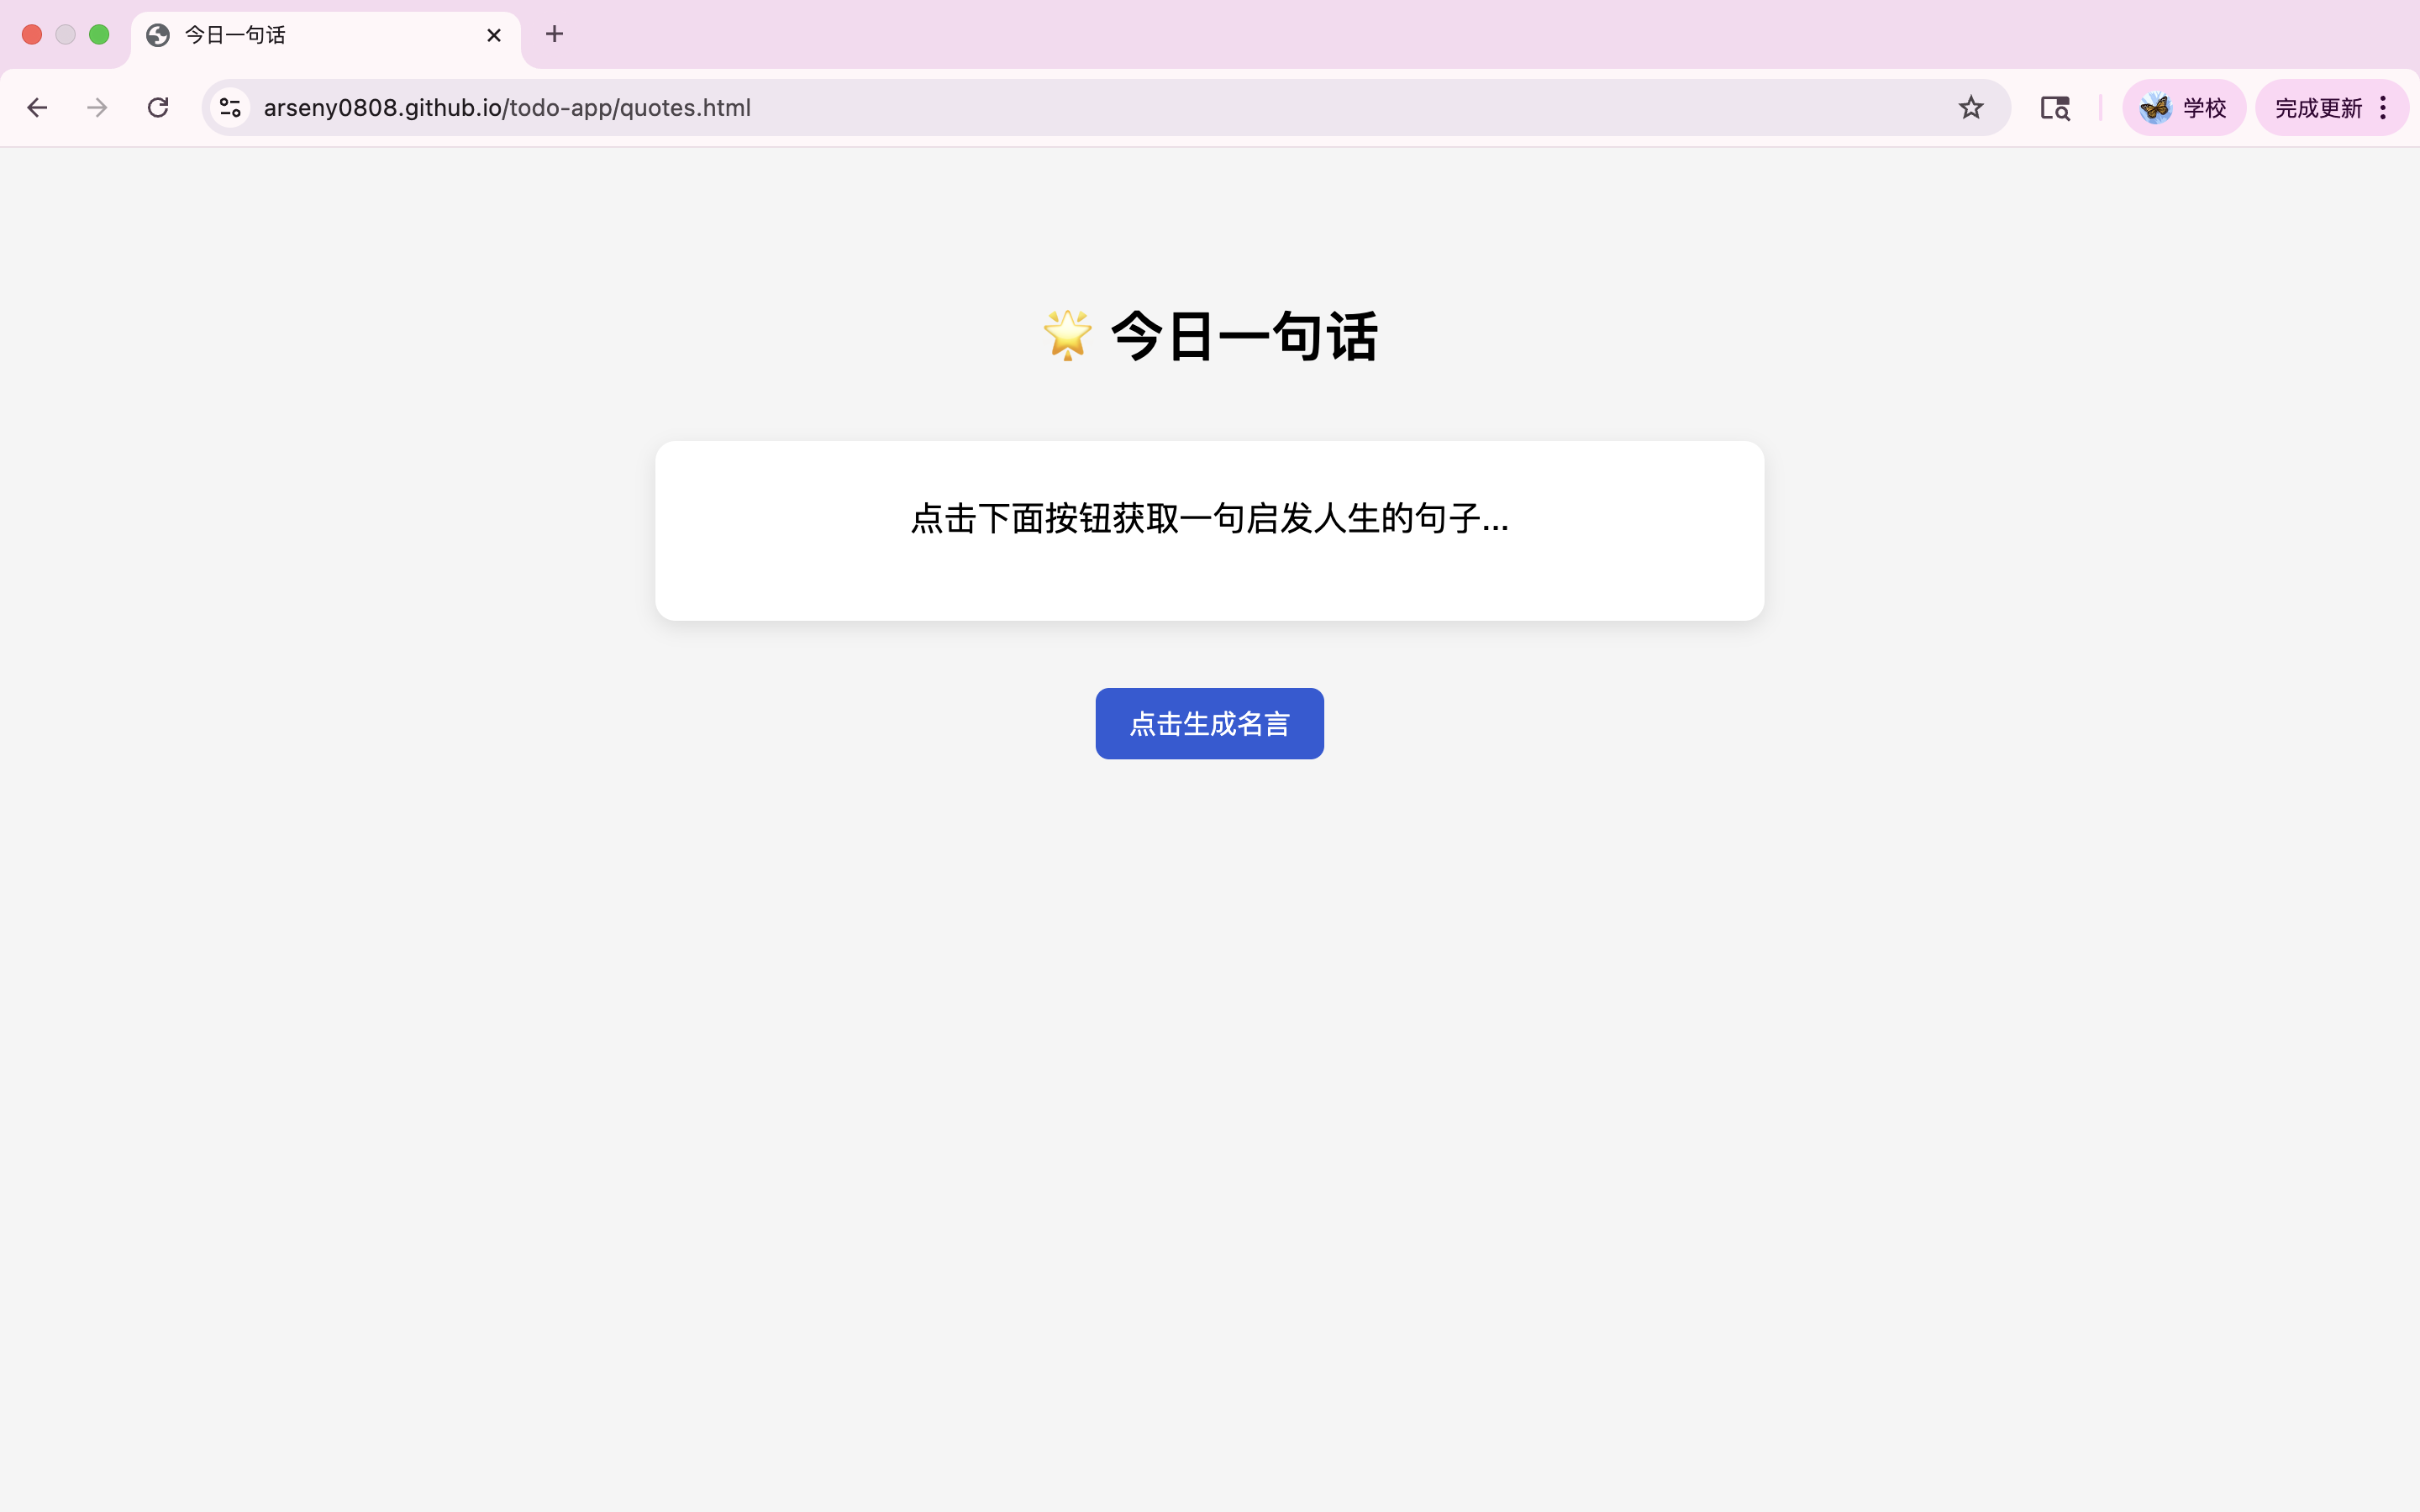 今日一句话
arseny0808.github.io/todo-app/quotes.html
学校
完成更新
🌟 今日一句话
点击下面按钮获取一句启发人生的句子...
点击生成名言